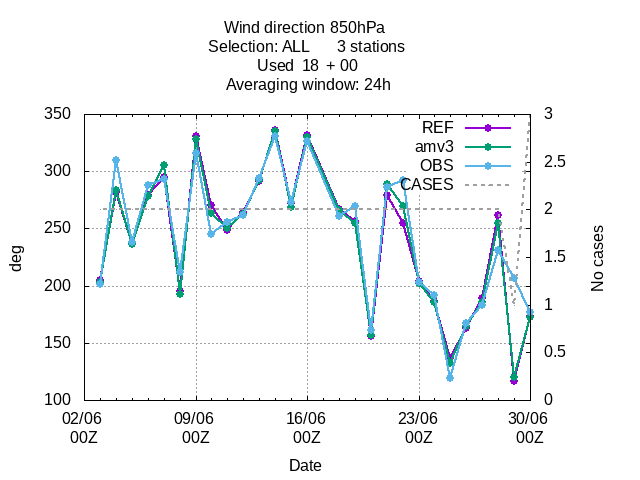 Wind direction 850hPa
Selection: ALL      3 stations
Used  18  + 00
Averaging window: 24h
350
300
250
200
150
100
deg
3
2.5
2
1.5
1
0.5
0
No cases
REF
amv3
OBS
CASES
02/06 09/06 16/06 23/06 30/06
00Z 00Z 00Z 00Z 00Z
Date